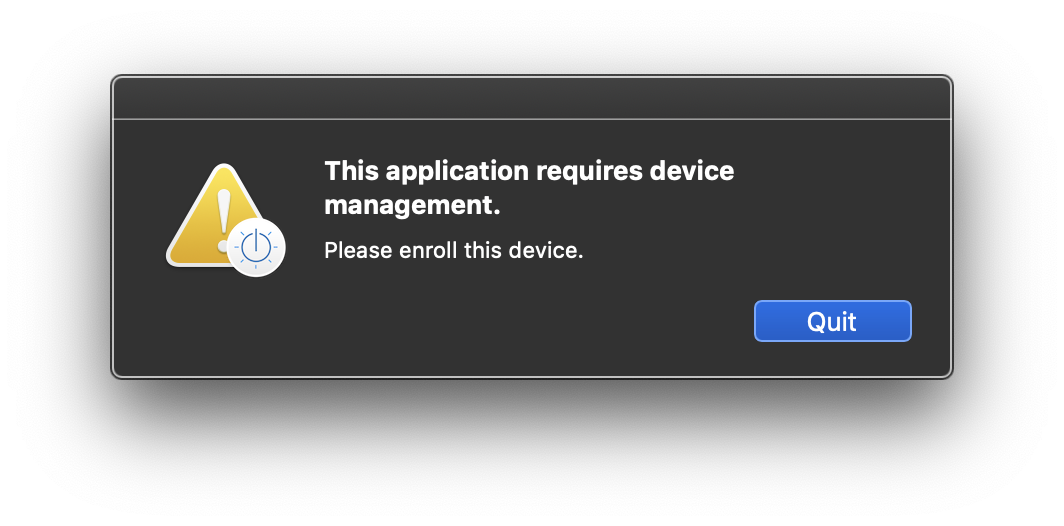 This application requires device
management.
Please enroll this device.
Quit